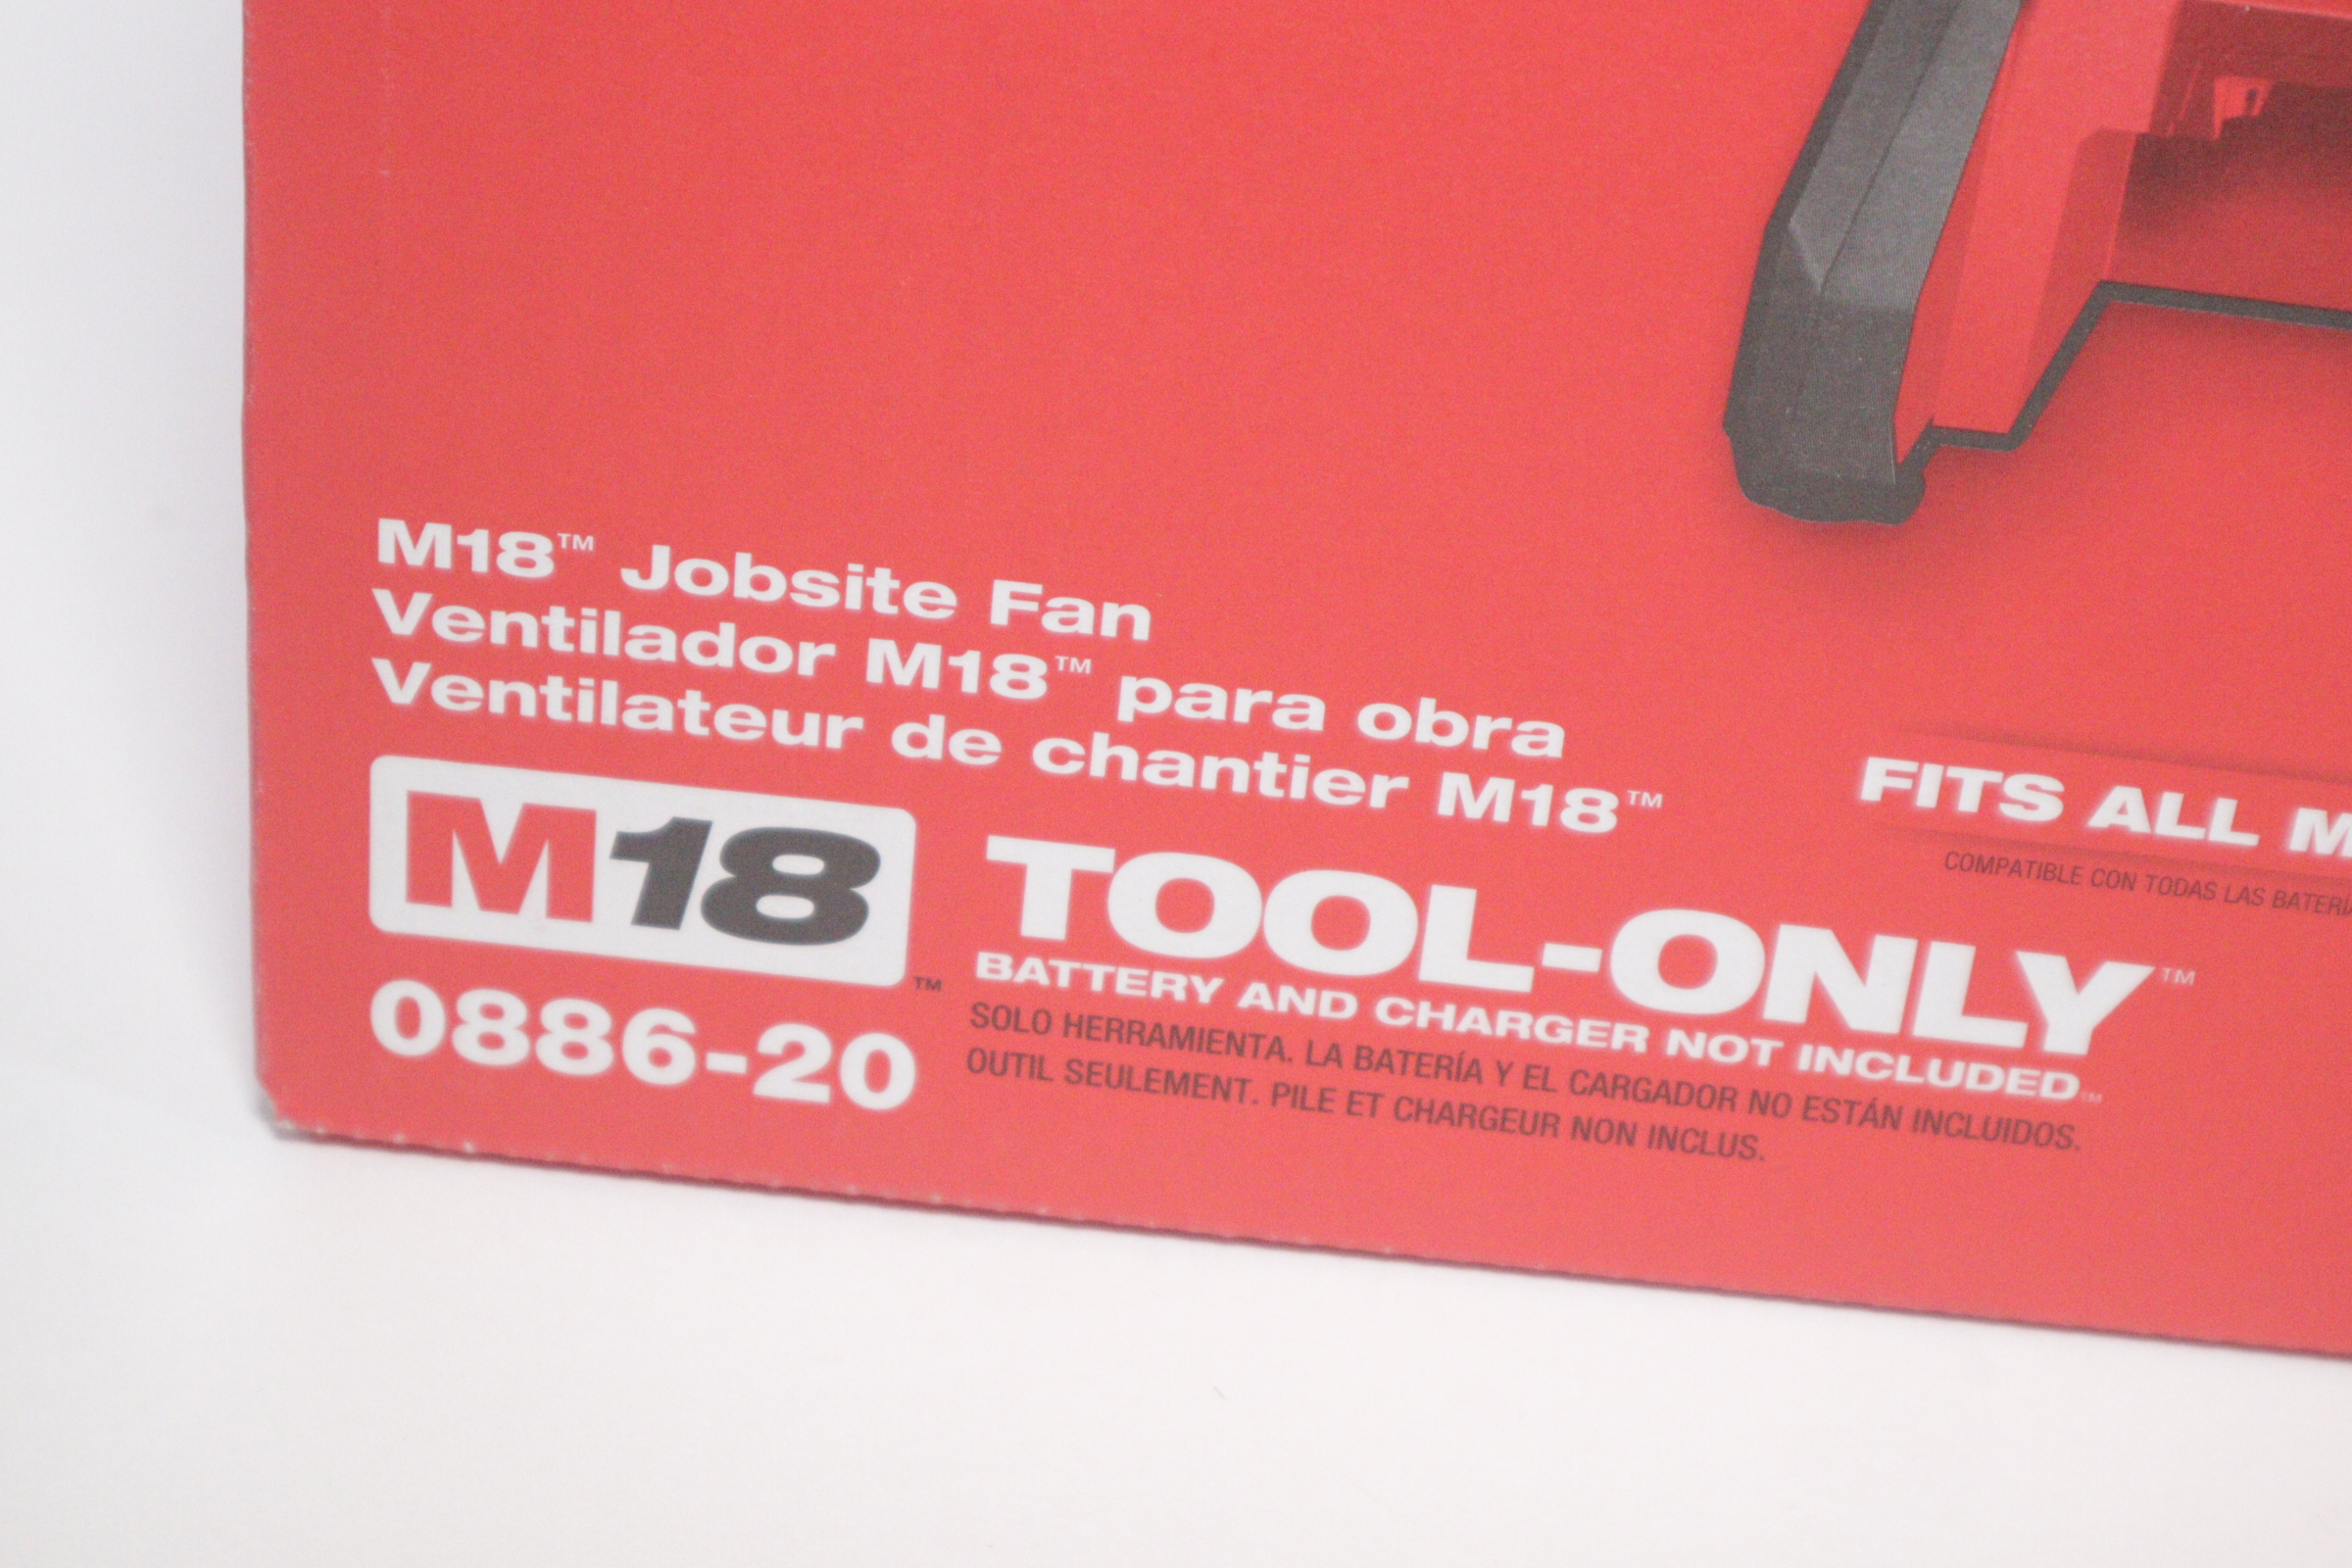 M18™ Jobsite Fan
Ventilador M18™ para obra
Ventilateur de chantier M18™
M18™
0886-20
TOOL-ONLY™
BATTERY AND CHARGER NOT INCLUDED™
SOLO HERRAMIENTA. LA BATERÍA Y EL CARGADOR NO ESTÁN INCLUIDOS.
OUTIL SEULEMENT. PILE ET CHARGEUR NON INCLUS.
FITS ALL
COMPATIBLE CON TODAS LAS